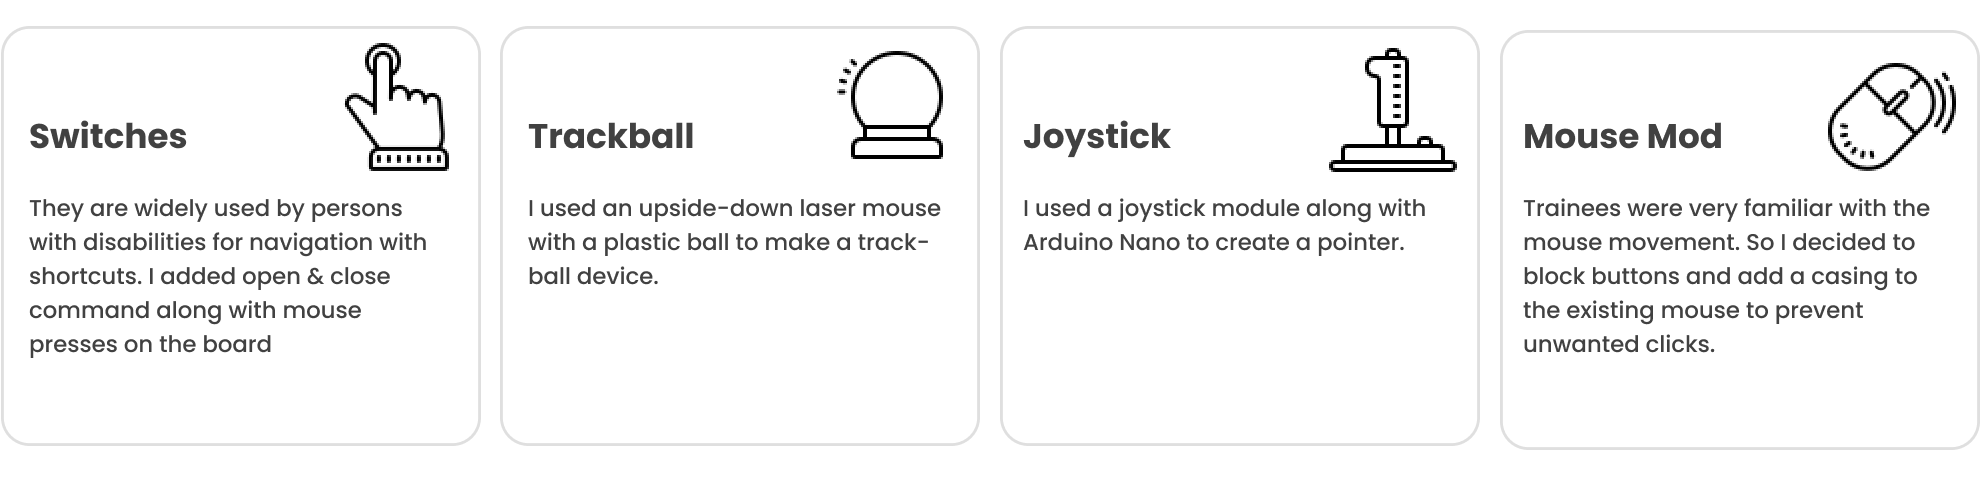 Switches
They are widely used by persons
with disabilities for navigation with
shortcuts. I added open & close
command along with mouse
presses on the board
Trackball
I used an upside-down laser mouse
with a plastic ball to make a track-
ball device.
Joystick
I used a joystick module along with
Arduino Nano to create a pointer.
Mouse Mod
Trainees were very familiar with the
mouse movement. So I decided to
block buttons and add a casing to
the existing mouse to prevent
unwanted clicks.